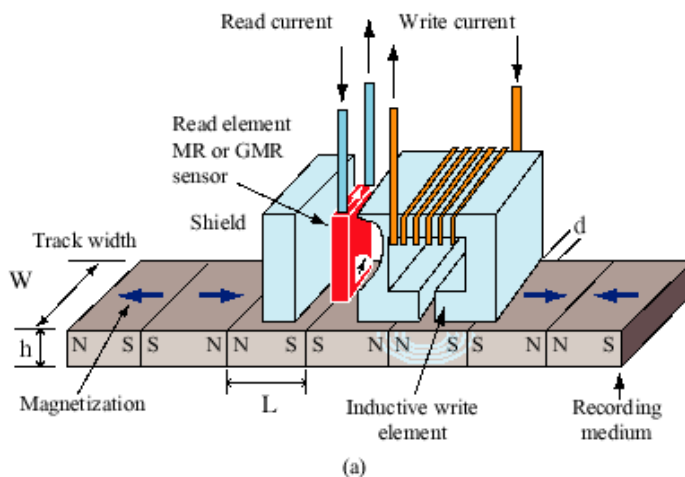 Read current
Write current
Read element
MR or GMR
sensor
Shield
Track width
d
W
h
N S S N N S S N N S S N N S
Magnetization
L
Inductive write
element
Recording
medium
(a)